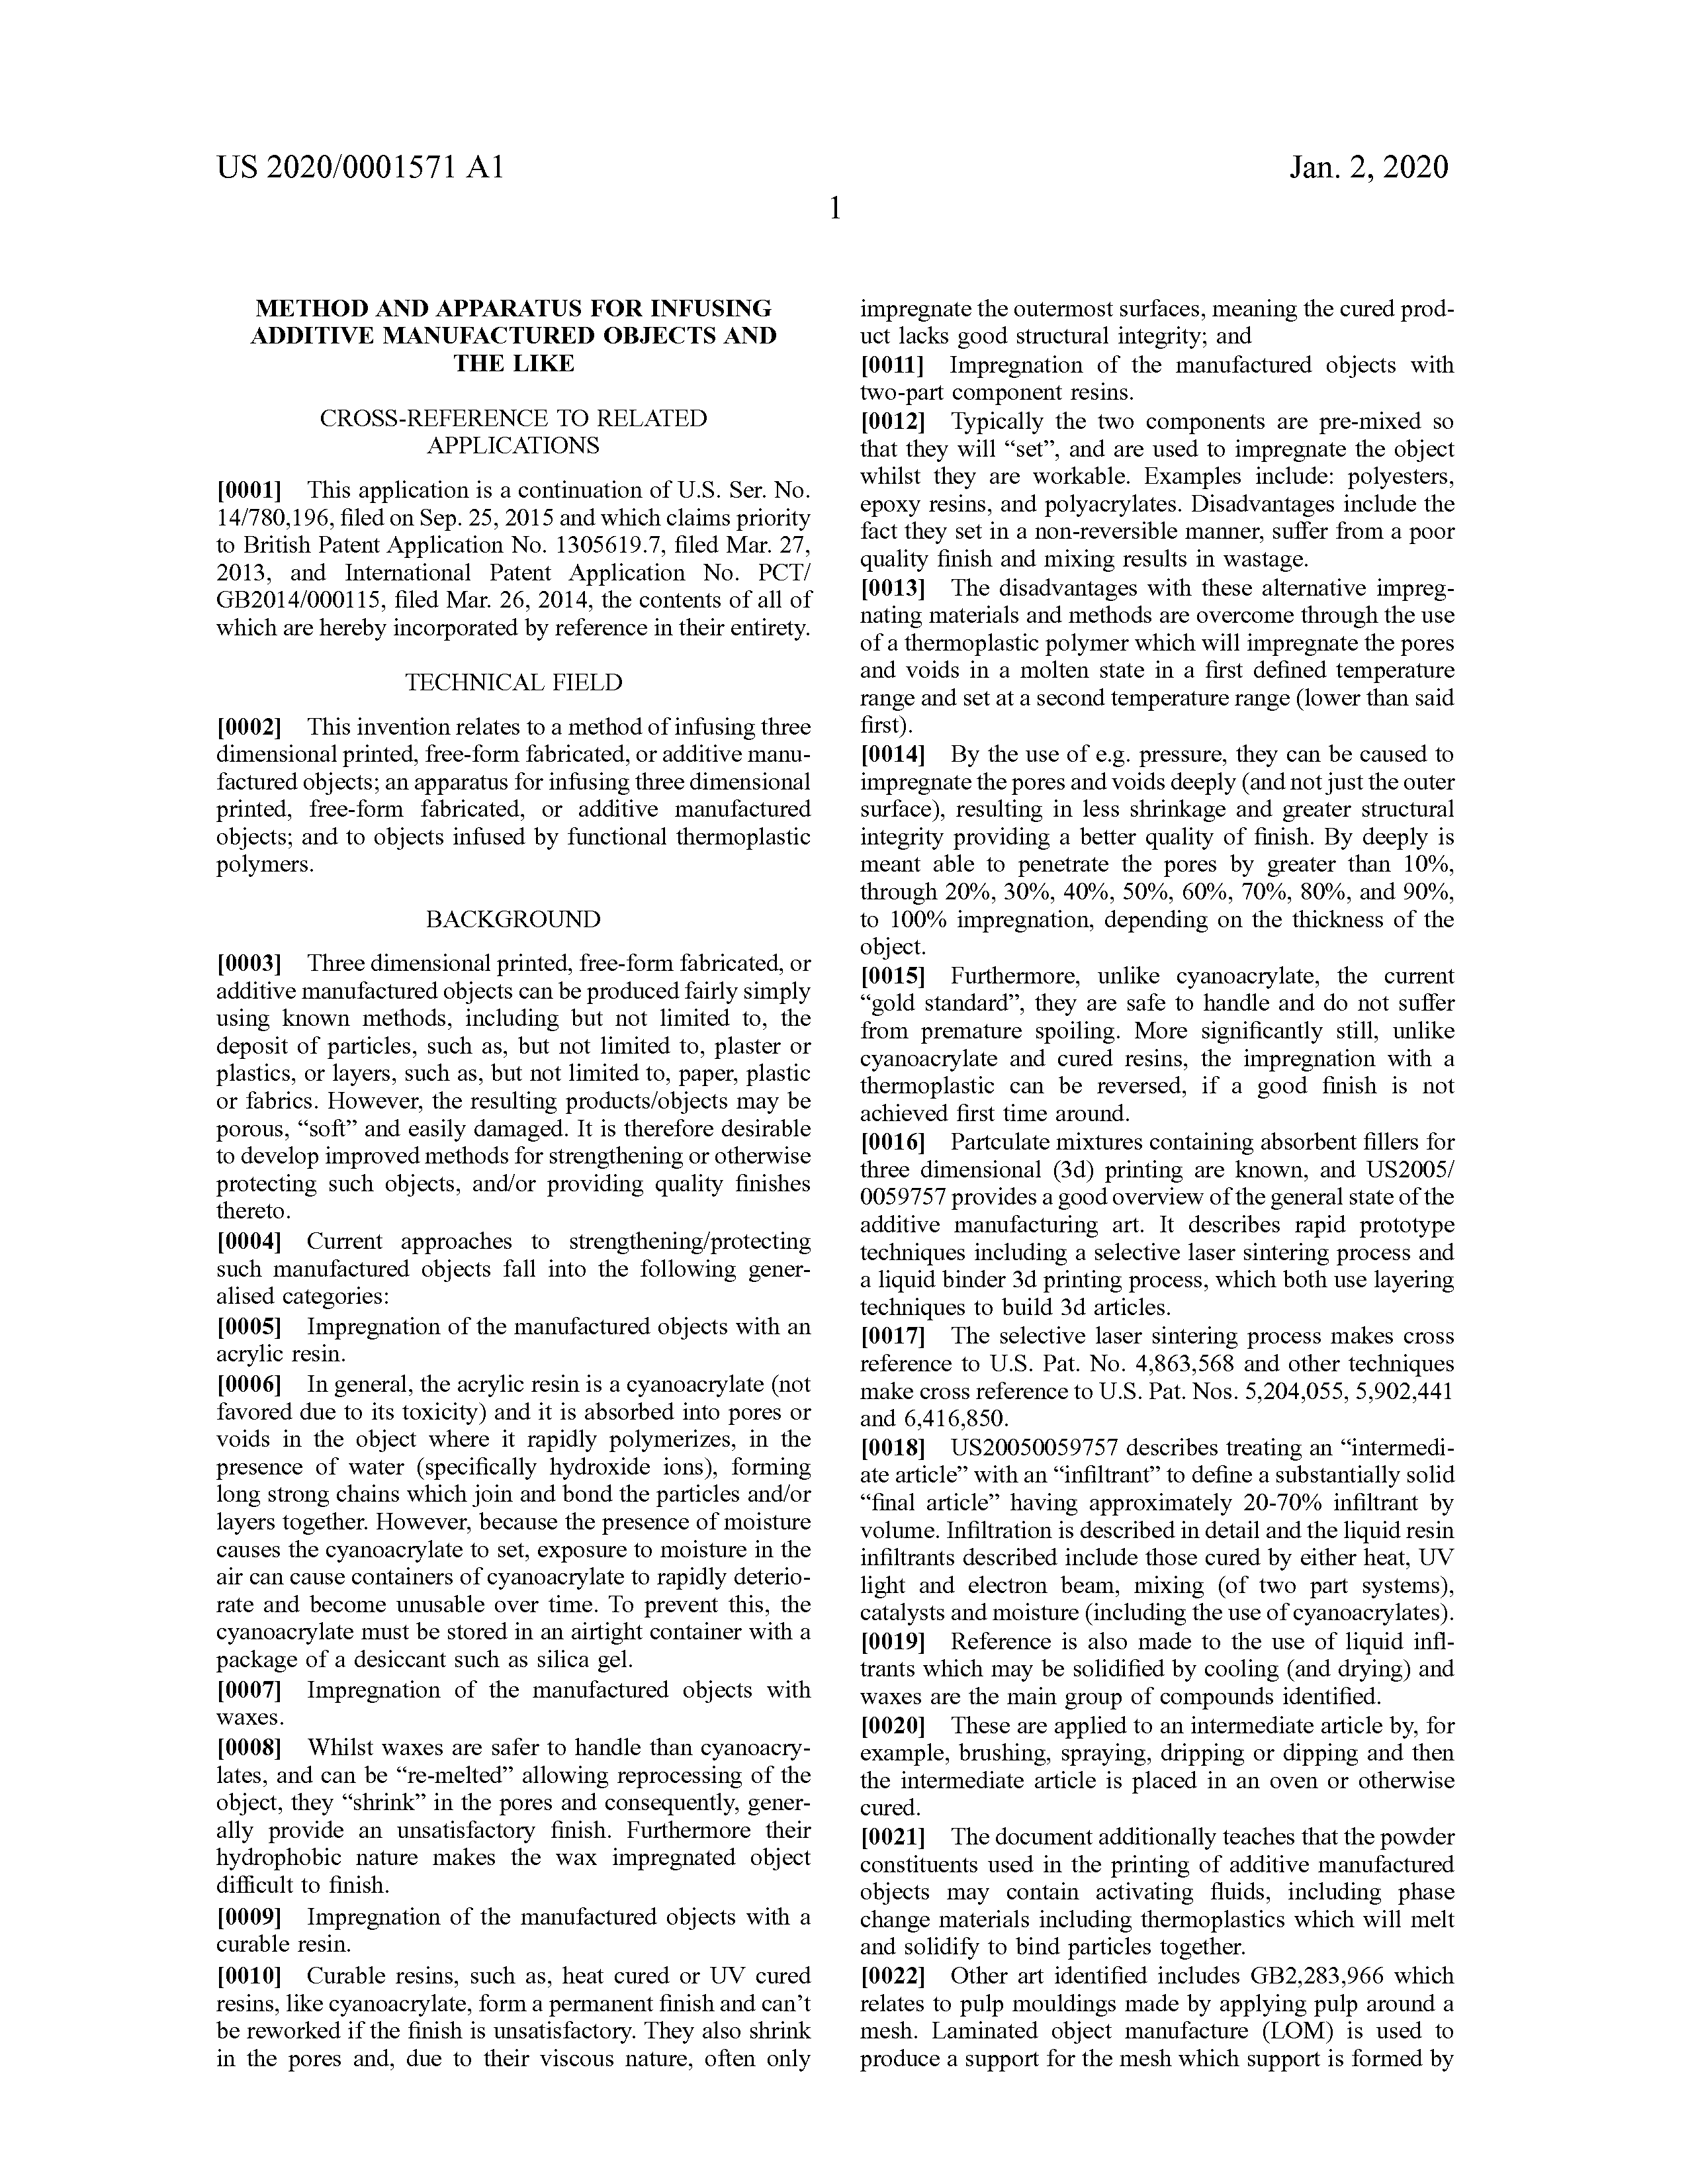 US 2020/0001571 A1
Jan. 2, 2020
1
METHOD AND APPARATUS FOR INFUSING
ADDITIVE MANUFACTURED OBJECTS AND
THE LIKE
CROSS-REFERENCE TO RELATED
APPLICATIONS
[0001] This application is a continuation of U.S. Ser. No.
14/780,196, filed on Sep. 25, 2015 and which claims priority
to British Patent Application No. 1305619.7, filed Mar. 27,
2013, and International Patent Application No. PCT/
GB2014/000115, filed Mar. 26, 2014, the contents of all of
which are hereby incorporated by reference in their entirety.
TECHNICAL FIELD
[0002] This invention relates to a method of infusing three
dimensional printed, free-form fabricated, or additive manu-
factured objects; an apparatus for infusing three dimensional
printed, free-form fabricated, or additive manufactured
objects; and to objects infused by functional thermoplastic
polymers.
BACKGROUND
[0003] Three dimensional printed, free-form fabricated, or
additive manufactured objects can be produced fairly simply
using known methods, including but not limited to, the
deposit of particles, such as, but not limited to, plaster or
plastics, or layers, such as, but not limited to, paper, plastic
or fabrics. However, the resulting products/objects may be
porous, “soft” and easily damaged. It is therefore desirable
to develop improved methods for strengthening or otherwise
protecting such objects, and/or providing quality finishes
thereto.
[0004] Current approaches to strengthening/protecting
such manufactured objects fall into the following gener-
alised categories:
[0005] Impregnation of the manufactured objects with an
acrylic resin.
[0006] In general, the acrylic resin is a cyanoacrylate (not
favored due to its toxicity) and it is absorbed into pores or
voids in the object where it rapidly polymerizes, in the
presence of water (specifically hydroxide ions), forming
long strong chains which join and bond the particles and/or
layers together. However, because the presence of moisture
causes the cyanoacrylate to set, exposure to moisture in the
air can cause containers of cyanoacrylate to rapidly deterio-
rate and become unusable over time. To prevent this, the
cyanoacrylate must be stored in an airtight container with a
package of a desiccant such as silica gel.
[0007] Impregnation of the manufactured objects with
waxes.
[0008] Whilst waxes are safer to handle than cyanoacry-
lates, and can be “re-melted” allowing reprocessing of the
object, they “shrink” in the pores and consequently, gener-
ally provide an unsatisfactory finish. Furthermore their
hydrophobic nature makes the wax impregnated object
difficult to finish.
[0009] Impregnation of the manufactured objects with a
curable resin.
[0010] Curable resins, such as, heat cured or UV cured
resins, like cyanoacrylate, form a permanent finish and can’t
be reworked if the finish is unsatisfactory. They also shrink
in the pores and, due to their viscous nature, often only
impregnate the outermost surfaces, meaning the cured prod-
uct lacks good structural integrity; and
[0011] Impregnation of the manufactured objects with
two-part component resins.
[0012] Typically the two components are pre-mixed so
that they will “set”, and are used to impregnate the object
whilst they are workable. Examples include: polyesters,
epoxy resins, and polyacrylates. Disadvantages include the
fact they set in a non-reversible manner, suffer from a poor
quality finish and mixing results in wastage.
[0013] The disadvantages with these alternative impreg-
nating materials and methods are overcome through the use
of a thermoplastic polymer which will impregnate the pores
and voids in a molten state in a first defined temperature
range and set at a second temperature range (lower than said
first).
[0014] By the use of e.g. pressure, they can be caused to
impregnate the pores and voids deeply (and not just the outer
surface), resulting in less shrinkage and greater structural
integrity providing a better quality of finish. By deeply is
meant able to penetrate the pores by greater than 10%,
through 20%, 30%, 40%, 50%, 60%, 70%, 80%, and 90%,
to 100% impregnation, depending on the thickness of the
object.
[0015] Furthermore, unlike cyanoacrylate, the current
“gold standard”, they are safe to handle and do not suffer
from premature spoiling. More significantly still, unlike
cyanoacrylate and cured resins, the impregnation with a
thermoplastic can be reversed, if a good finish is not
achieved first time around.
[0016] Partculate mixtures containing absorbent fillers for
three dimensional (3d) printing are known, and US2005/
0059757 provides a good overview of the general state of the
additive manufacturing art. It describes rapid prototype
techniques including a selective laser sintering process and
a liquid binder 3d printing process, which both use layering
techniques to build 3d articles.
[0017] The selective laser sintering process makes cross
reference to U.S. Pat. No. 4,863,568 and other techniques
make cross reference to U.S. Pat. Nos. 5,204,055, 5,902,441
and 6,416,850.
[0018] US20050059757 describes treating an “intermedi-
ate article” with an “infiltrant” to define a substantially solid
“final article” having approximately 20-70% infiltrant by
volume. Infiltration is described in detail and the liquid resin
infiltrants described include those cured by either heat, UV
light and electron beam, mixing (of two part systems),
catalysts and moisture (including the use of cyanoacrylates).
[0019] Reference is also made to the use of liquid infl-
trants which may be solidified by cooling (and drying) and
waxes are the main group of compounds identified.
[0020] These are applied to an intermediate article by, for
example, brushing, spraying, dripping or dipping and then
the intermediate article is placed in an oven or otherwise
cured.
[0021] The document additionally teaches that the powder
constituents used in the printing of additive manufactured
objects may contain activating fluids, including phase
change materials including thermoplastics which will melt
and solidify to bind particles together.
[0022] Other art identified includes GB2,283,966 which
relates to pulp mouldings made by applying pulp around a
mesh. Laminated object manufacture (LOM) is used to
produce a support for the mesh which support is formed by